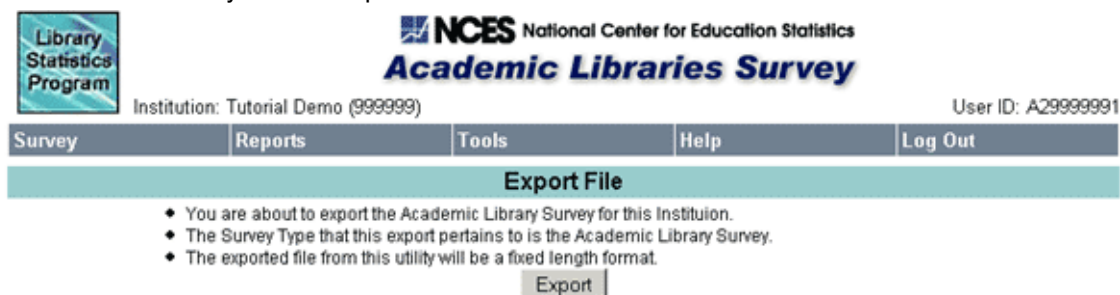 Library
Statistics
Program
NCES National Center for Education Statistics
Academic Libraries Survey
Institution: Tutorial Demo (999999) User ID: A29999991
Survey Reports Tools Help Log Out
Export File
◆ You are about to export the Academic Library Survey for this Instituion.
◆ The Survey Type that this export pertains to is the Academic Library Survey.
◆ The exported file from this utility will be a fixed length format.
Export